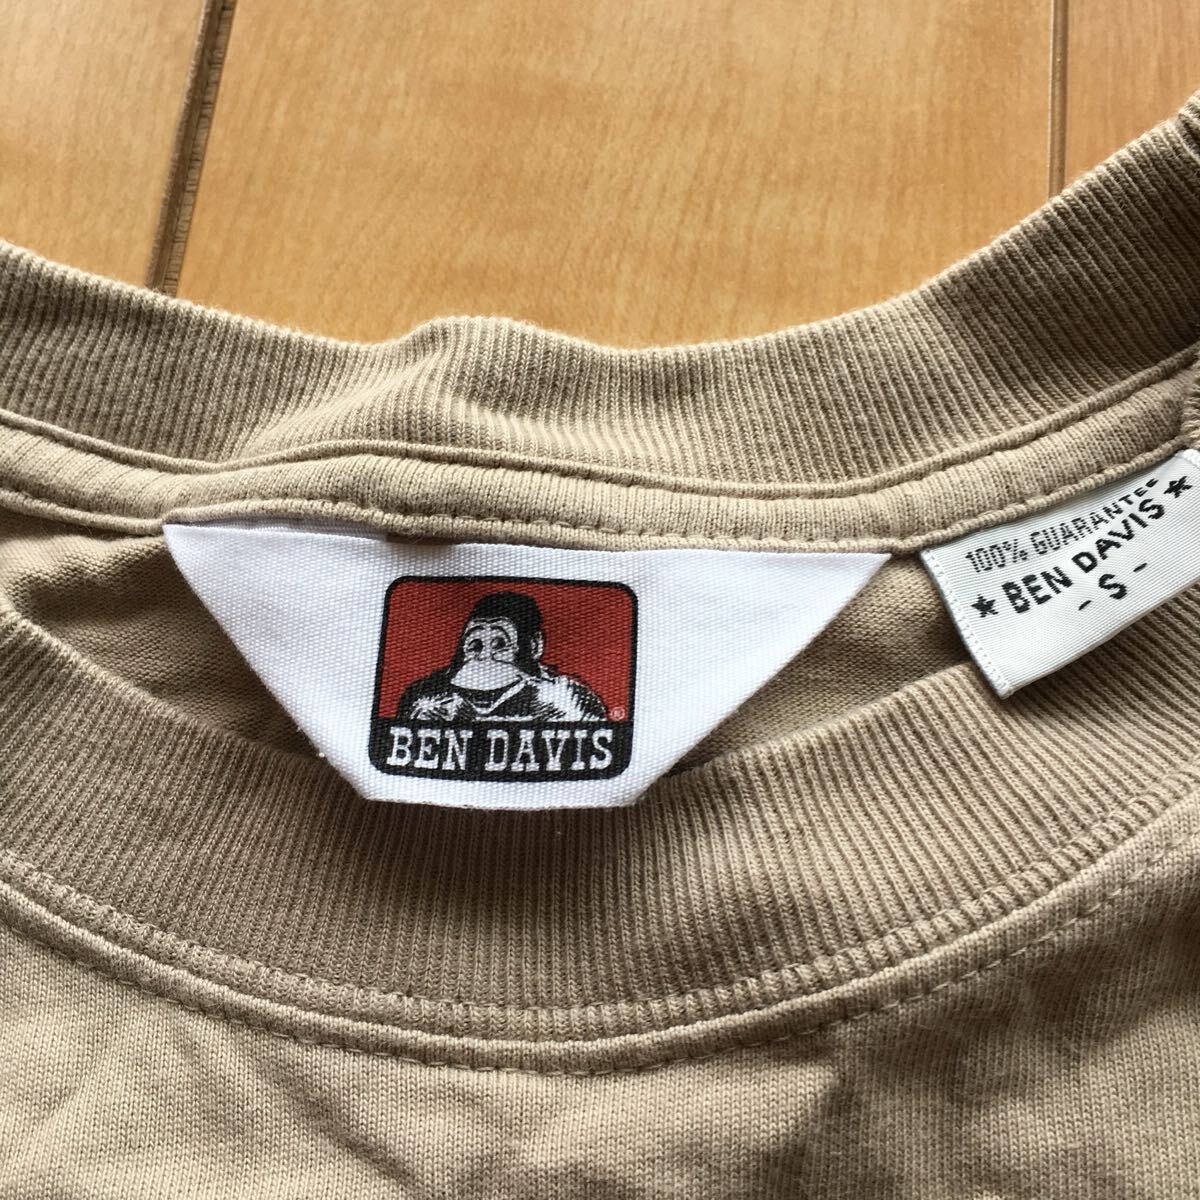 BEN DAVIS
®
100% GUARANTEE
★ BEN DAVIS ★
- S -